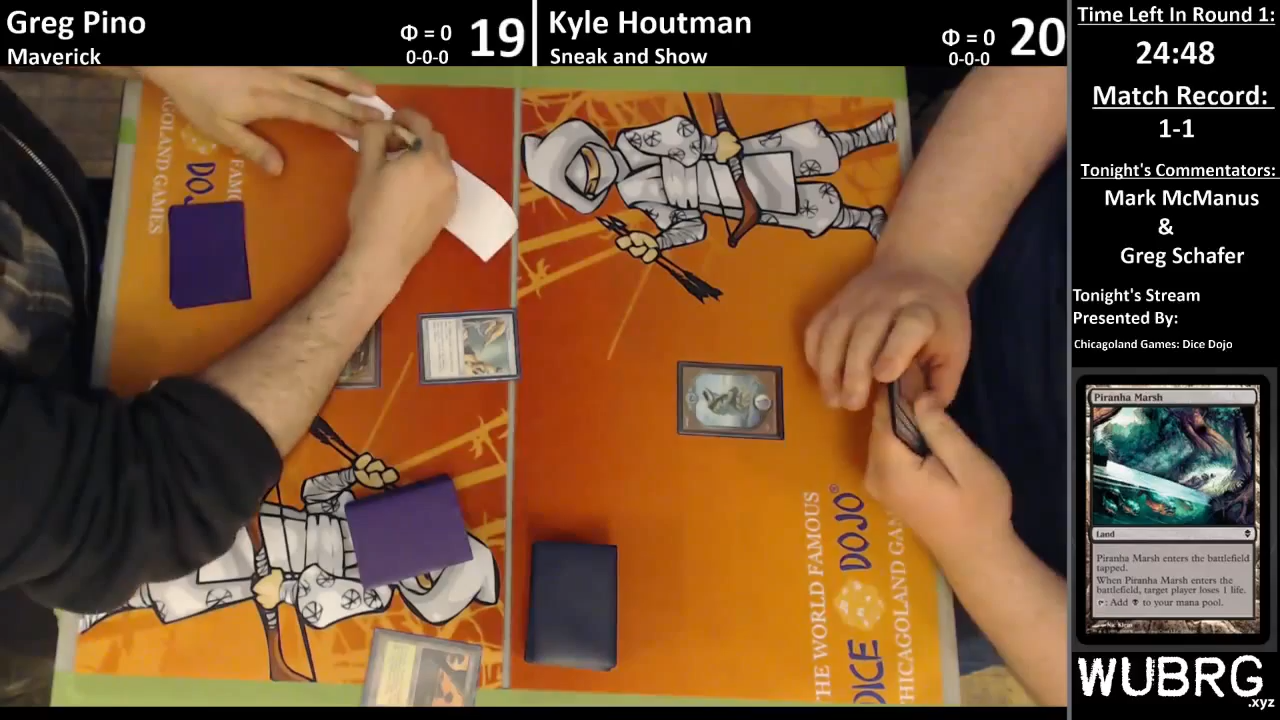 Greg Pino
Maverick
Φ = 0
0-0-0
19
Kyle Houtman
Sneak and Show
Φ = 0
0-0-0
20
Time Left In Round 1:
24:48
Match Record:
1-1
Tonight's Commentators:
Mark McManus
&
Greg Schafer
Tonight's Stream
Presented By:
Chicagoland Games: Dice Dojo
Piranha Marsh
Land
Piranha Marsh enters the battlefield
tapped.
When Piranha Marsh enters the
battlefield, target player loses 1 life.
: Add to your mana pool.
WUBRG
.xyz
THE WORLD FAMOUS
DICE DOJO®
CHICAGOLAND GA
FAMO
DO
AGOLAND GAMES